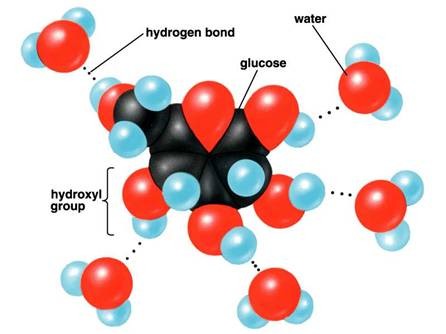 water
hydrogen bond
glucose
hydroxyl
group